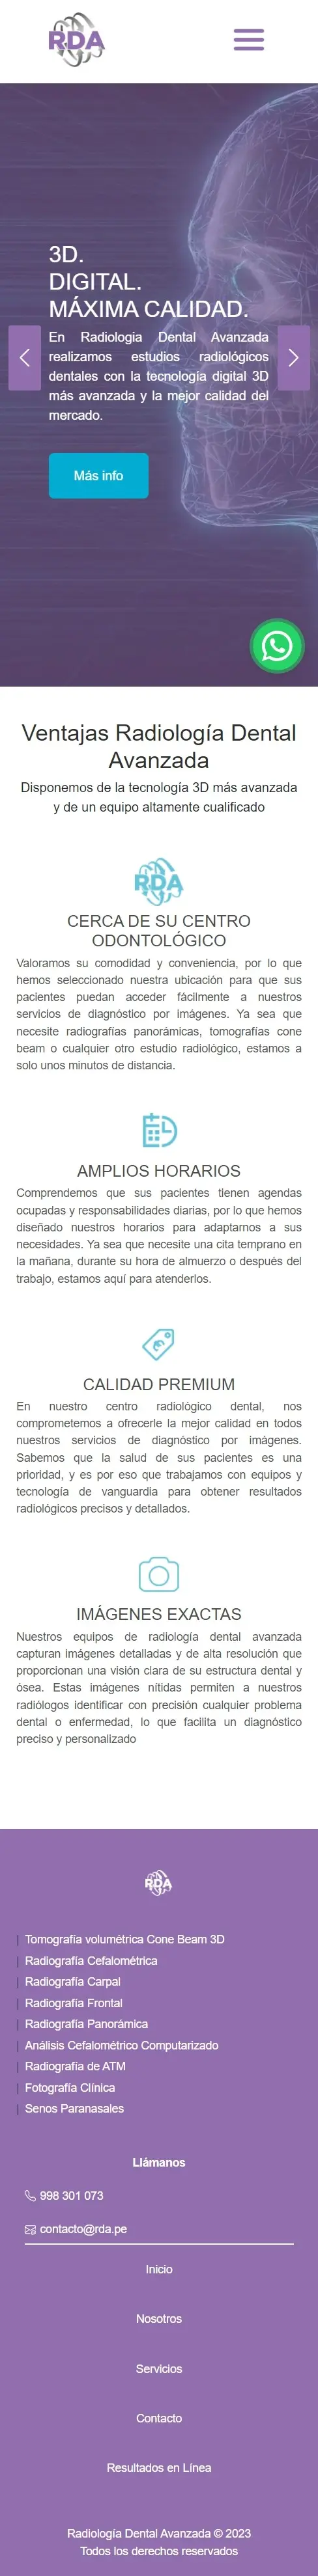 RDA
3D.
DIGITAL.
MÁXIMA CALIDAD.
En Radiologia Dental Avanzada
realizamos estudios radiológicos
dentales con la tecnología digital 3D
más avanzada y la mejor calidad del
mercado.
Más info
Ventajas Radiología Dental
Avanzada
Disponemos de la tecnología 3D más avanzada
y de un equipo altamente cualificado
RDA
CERCA DE SU CENTRO
ODONTOLÓGICO
Valoramos su comodidad y conveniencia, por lo que
hemos seleccionado nuestra ubicación para que sus
pacientes puedan acceder fácilmente a nuestros
servicios de diagnóstico por imágenes. Ya sea que
necesite radiografías panorámicas, tomografías cone
beam o cualquier otro estudio radiológico, estamos a
solo unos minutos de distancia.
AMPLIOS HORARIOS
Comprendemos que sus pacientes tienen agendas
ocupadas y responsabilidades diarias, por lo que hemos
diseñado nuestros horarios para adaptarnos a sus
necesidades. Ya sea que necesite una cita temprano en
la mañana, durante su hora de almuerzo o después del
trabajo, estamos aquí para atenderlos.
CALIDAD PREMIUM
En nuestro centro radiológico dental, nos
comprometemos a ofrecerle la mejor calidad en todos
nuestros servicios de diagnóstico por imágenes.
Sabemos que la salud de sus pacientes es una
prioridad, y es por eso que trabajamos con equipos y
tecnología de vanguardia para obtener resultados
radiológicos precisos y detallados.
IMÁGENES EXACTAS
Nuestros equipos de radiología dental avanzada
capturan imágenes detalladas y de alta resolución que
proporcionan una visión clara de su estructura dental y
ósea. Estas imágenes nítidas permiten a nuestros
radiólogos identificar con precisión cualquier problema
dental o enfermedad, lo que facilita un diagnóstico
preciso y personalizado
RDA
| Tomografía volumétrica Cone Beam 3D
| Radiografía Cefalométrica
| Radiografía Carpal
| Radiografía Frontal
| Radiografía Panorámica
| Análisis Cefalométrico Computarizado
| Radiografía de ATM
| Fotografía Clínica
| Senos Paranasales
Llámanos
998 301 073
contacto@rda.pe
Inicio
Nosotros
Servicios
Contacto
Resultados en Línea
Radiología Dental Avanzada © 2023
Todos los derechos reservados